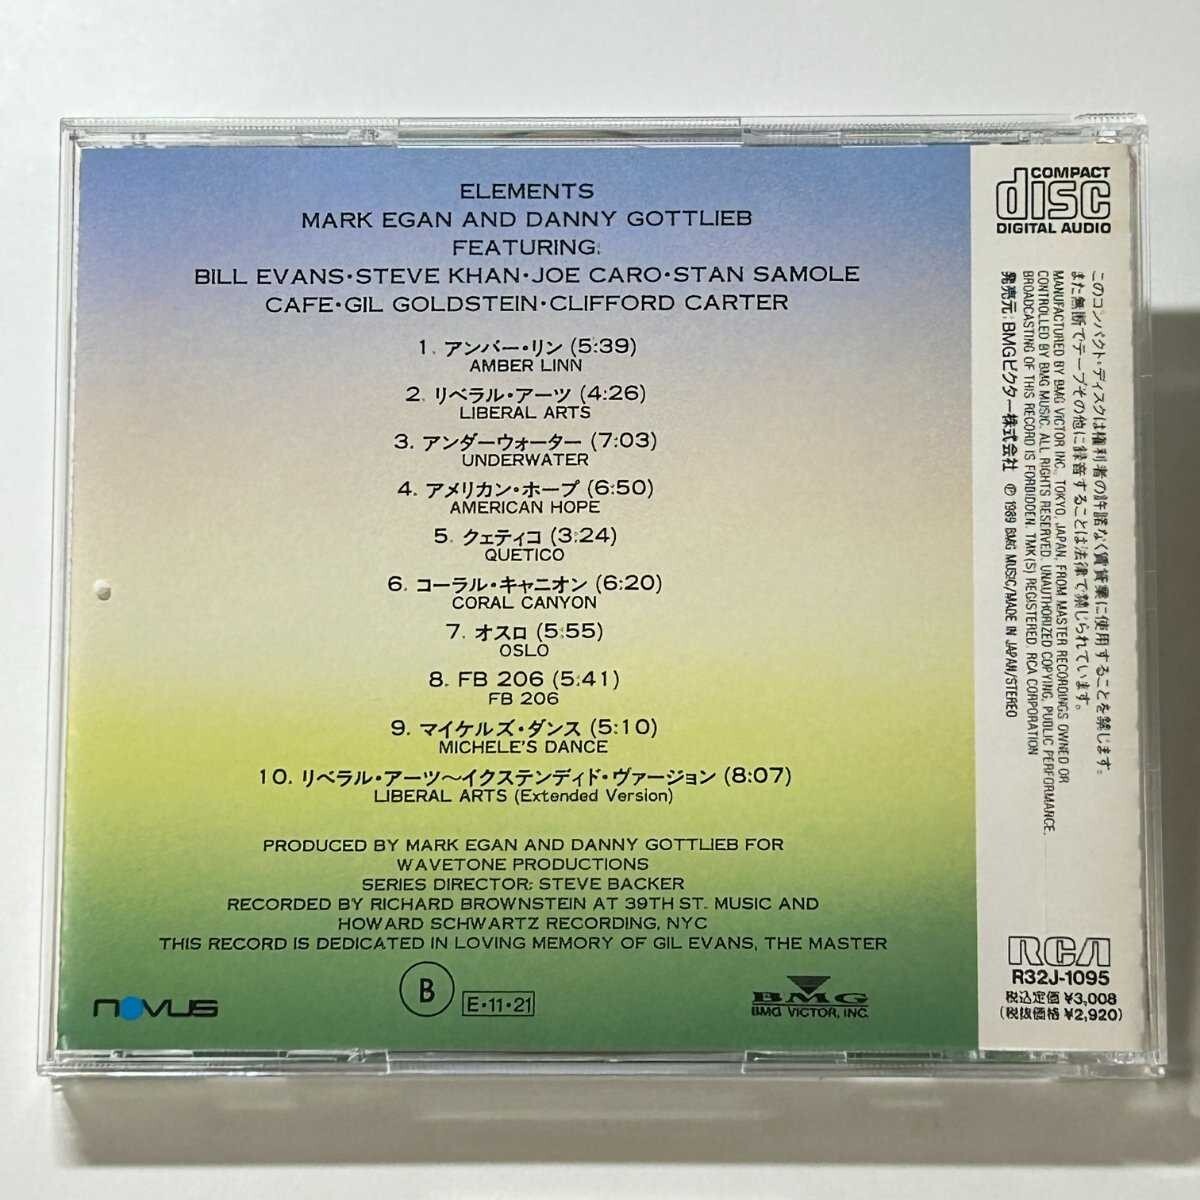 ELEMENTS
MARK EGAN AND DANNY GOTTLIEB
FEATURING:
BILL EVANS・STEVE KHAN・JOE CARO・STAN SAMOLE
CAFE・GIL GOLDSTEIN・CLIFFORD CARTER
1. アンバー・リン (5:39)
AMBER LINN
2. リベラル・アーツ (4:26)
LIBERAL ARTS
3. アンダーウォーター (7:03)
UNDERWATER
4. アメリカン・ホープ (6:50)
AMERICAN HOPE
5. クェティコ (3:24)
QUETICO
6. コーラル・キャニオン (6:20)
CORAL CANYON
7. オスロ (5:55)
OSLO
8. FB 206 (5:41)
FB 206
9. マイケルズ・ダンス (5:10)
MICHELE'S DANCE
10. リベラル・アーツ〜イクステンディド・ヴァージョン (8:07)
LIBERAL ARTS (Extended Version)
PRODUCED BY MARK EGAN AND DANNY GOTTLIEB FOR
WAVETONE PRODUCTIONS
SERIES DIRECTOR: STEVE BACKER
RECORDED BY RICHARD BROWNSTEIN AT 39TH ST. MUSIC AND
HOWARD SCHWARTZ RECORDING, NYC
THIS RECORD IS DEDICATED IN LOVING MEMORY OF GIL EVANS, THE MASTER
NOVUS
B
E・11・21
BMG
BMG VICTOR, INC.
COMPACT
disc
DIGITAL AUDIO
このコンパクト・ディスクは権利者の許諾なく賃貸業に使用することを禁じます。
また無断でテープその他に録音することは法律で禁じられています。
MANUFACTURED BY BMG VICTOR INC., TOKYO, JAPAN, FROM MASTER RECORDINGS OWNED OR
CONTROLLED BY BMG MUSIC. ALL RIGHTS RESERVED. UNAUTHORIZED COPYING, PUBLIC PERFORMANCE,
BROADCASTING OF THIS RECORD IS FORBIDDEN. TMK(S) REGISTERED. RCA CORPORATION
発売元：BMGビクター株式会社 ℗ 1989 BMG MUSIC/MADE IN JAPAN/STEREO
RCA
R32J-1095
税込定価 ¥3,008
(税抜価格 ¥2,920)